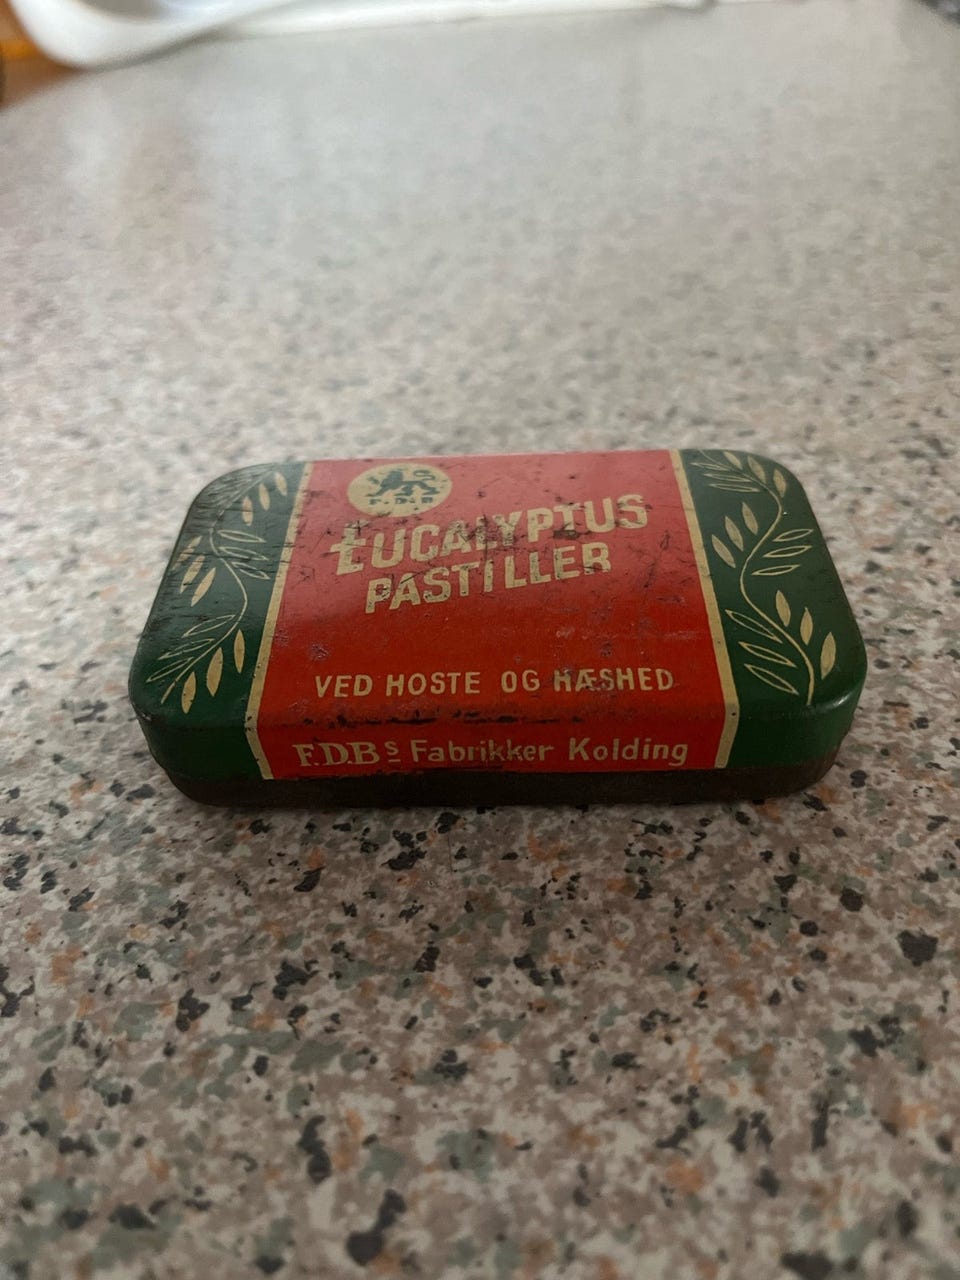 F.D.B
EUCALYPTUS
PASTILLER
VED HOSTE OG HÆSHED
F.D.B.s Fabrikker Kolding